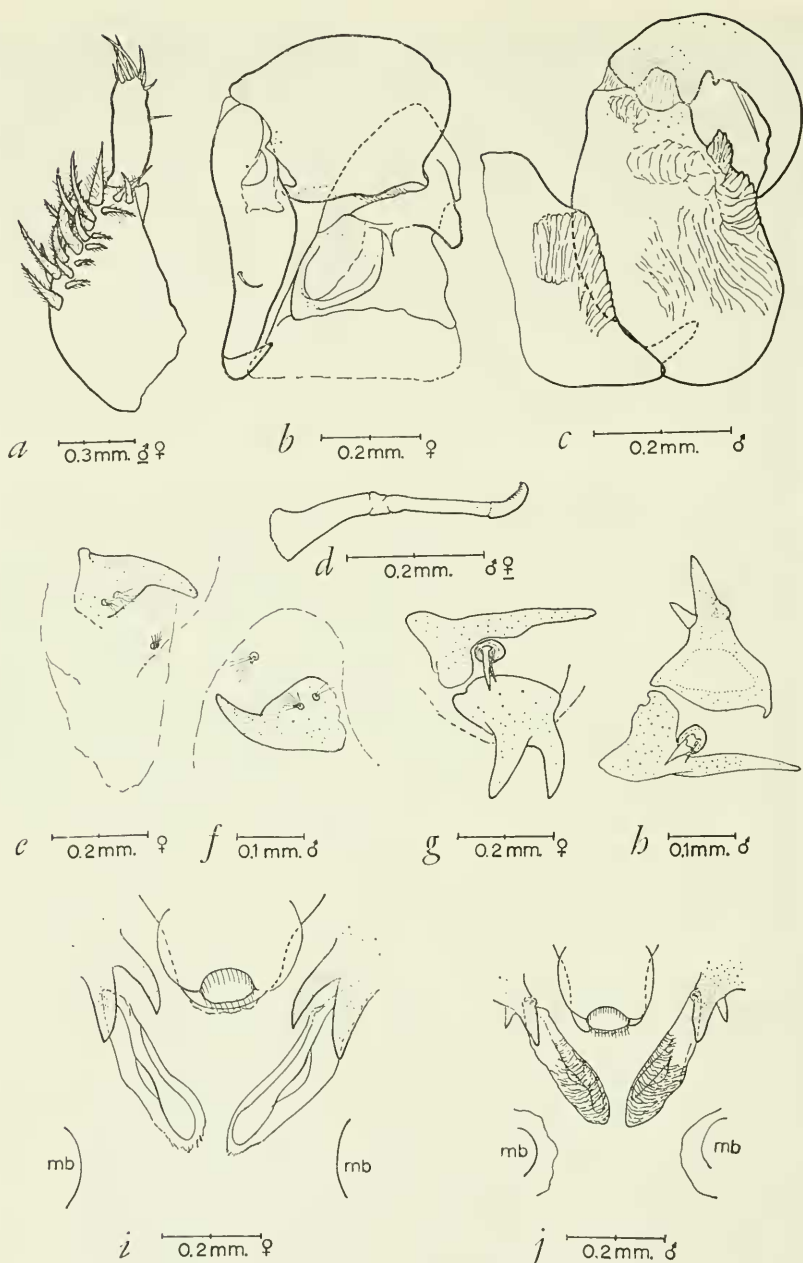 a 0.3mm. ♂♀
b 0.2mm. ♀
c 0.2mm. ♂
d 0.2mm. ♂♀
e 0.2mm. ♀
f 0.1mm. ♂
g 0.2mm. ♀
h 0.1mm. ♂
mb mb mb mb
i 0.2mm. ♀
j 0.2mm. ♂